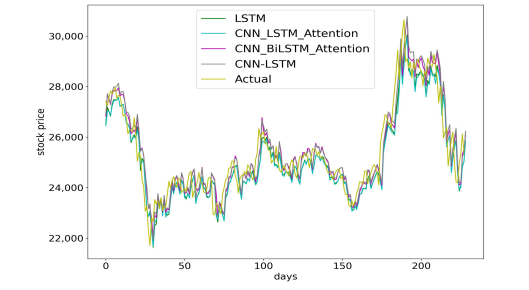 LSTM
CNN_LSTM_Attention
CNN_BiLSTM_Attention
CNN-LSTM
Actual
stock price
30,000
28,000
26,000
24,000
22,000
0 50 100 150 200
days